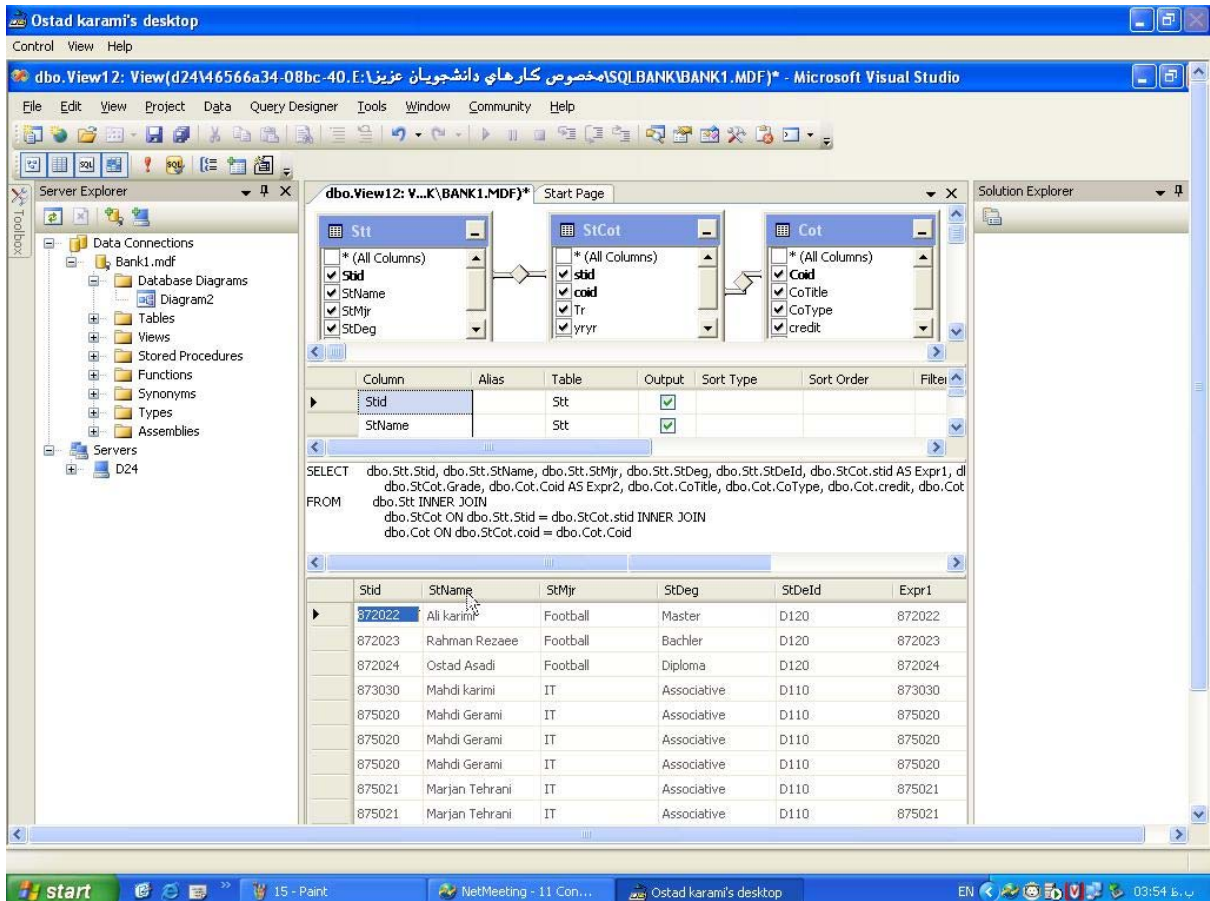 Ostad karami's desktop
Control View Help
dbo.View12: View(d24\46566a34-08bc-40.E:\مخصوص كارهاي دانشجويان عزيز\SQLBANK\BANK1.MDF)* - Microsoft Visual Studio
File Edit View Project Data Query Designer Tools Window Community Help
Server Explorer
Toolbox
Data Connections
Bank1.mdf
Database Diagrams
Diagram2
Tables
Views
Stored Procedures
Functions
Synonyms
Types
Assemblies
Servers
D24
dbo.View12: V...K\BANK1.MDF)* Start Page
Solution Explorer
Stt
* (All Columns)
Stid
StName
StMjr
StDeg
StCot
* (All Columns)
stid
coid
Tr
yryr
Cot
* (All Columns)
Coid
CoTitle
CoType
credit
Column Alias Table Output Sort Type Sort Order Filter
Stid Stt
StName Stt
SELECT dbo.Stt.Stid, dbo.Stt.StName, dbo.Stt.StMjr, dbo.Stt.StDeg, dbo.Stt.StDeId, dbo.StCot.stid AS Expr1, d
dbo.StCot.Grade, dbo.Cot.Coid AS Expr2, dbo.Cot.CoTitle, dbo.Cot.CoType, dbo.Cot.credit, dbo.Cot
FROM dbo.Stt INNER JOIN
dbo.StCot ON dbo.Stt.Stid = dbo.StCot.stid INNER JOIN
dbo.Cot ON dbo.StCot.coid = dbo.Cot.Coid
Stid StName StMjr StDeg StDeId Expr1
872022 Ali karimi Football Master D120 872022
872023 Rahman Rezaee Football Bachler D120 872023
872024 Ostad Asadi Football Diploma D120 872024
873030 Mahdi karimi IT Associative D110 873030
875020 Mahdi Gerami IT Associative D110 875020
875020 Mahdi Gerami IT Associative D110 875020
875020 Mahdi Gerami IT Associative D110 875020
875021 Marjan Tehrani IT Associative D110 875021
875021 Marjan Tehrani IT Associative D110 875021
start 15 - Paint NetMeeting - 11 Con... Ostad karami's desktop EN 03:54 ب.ظ